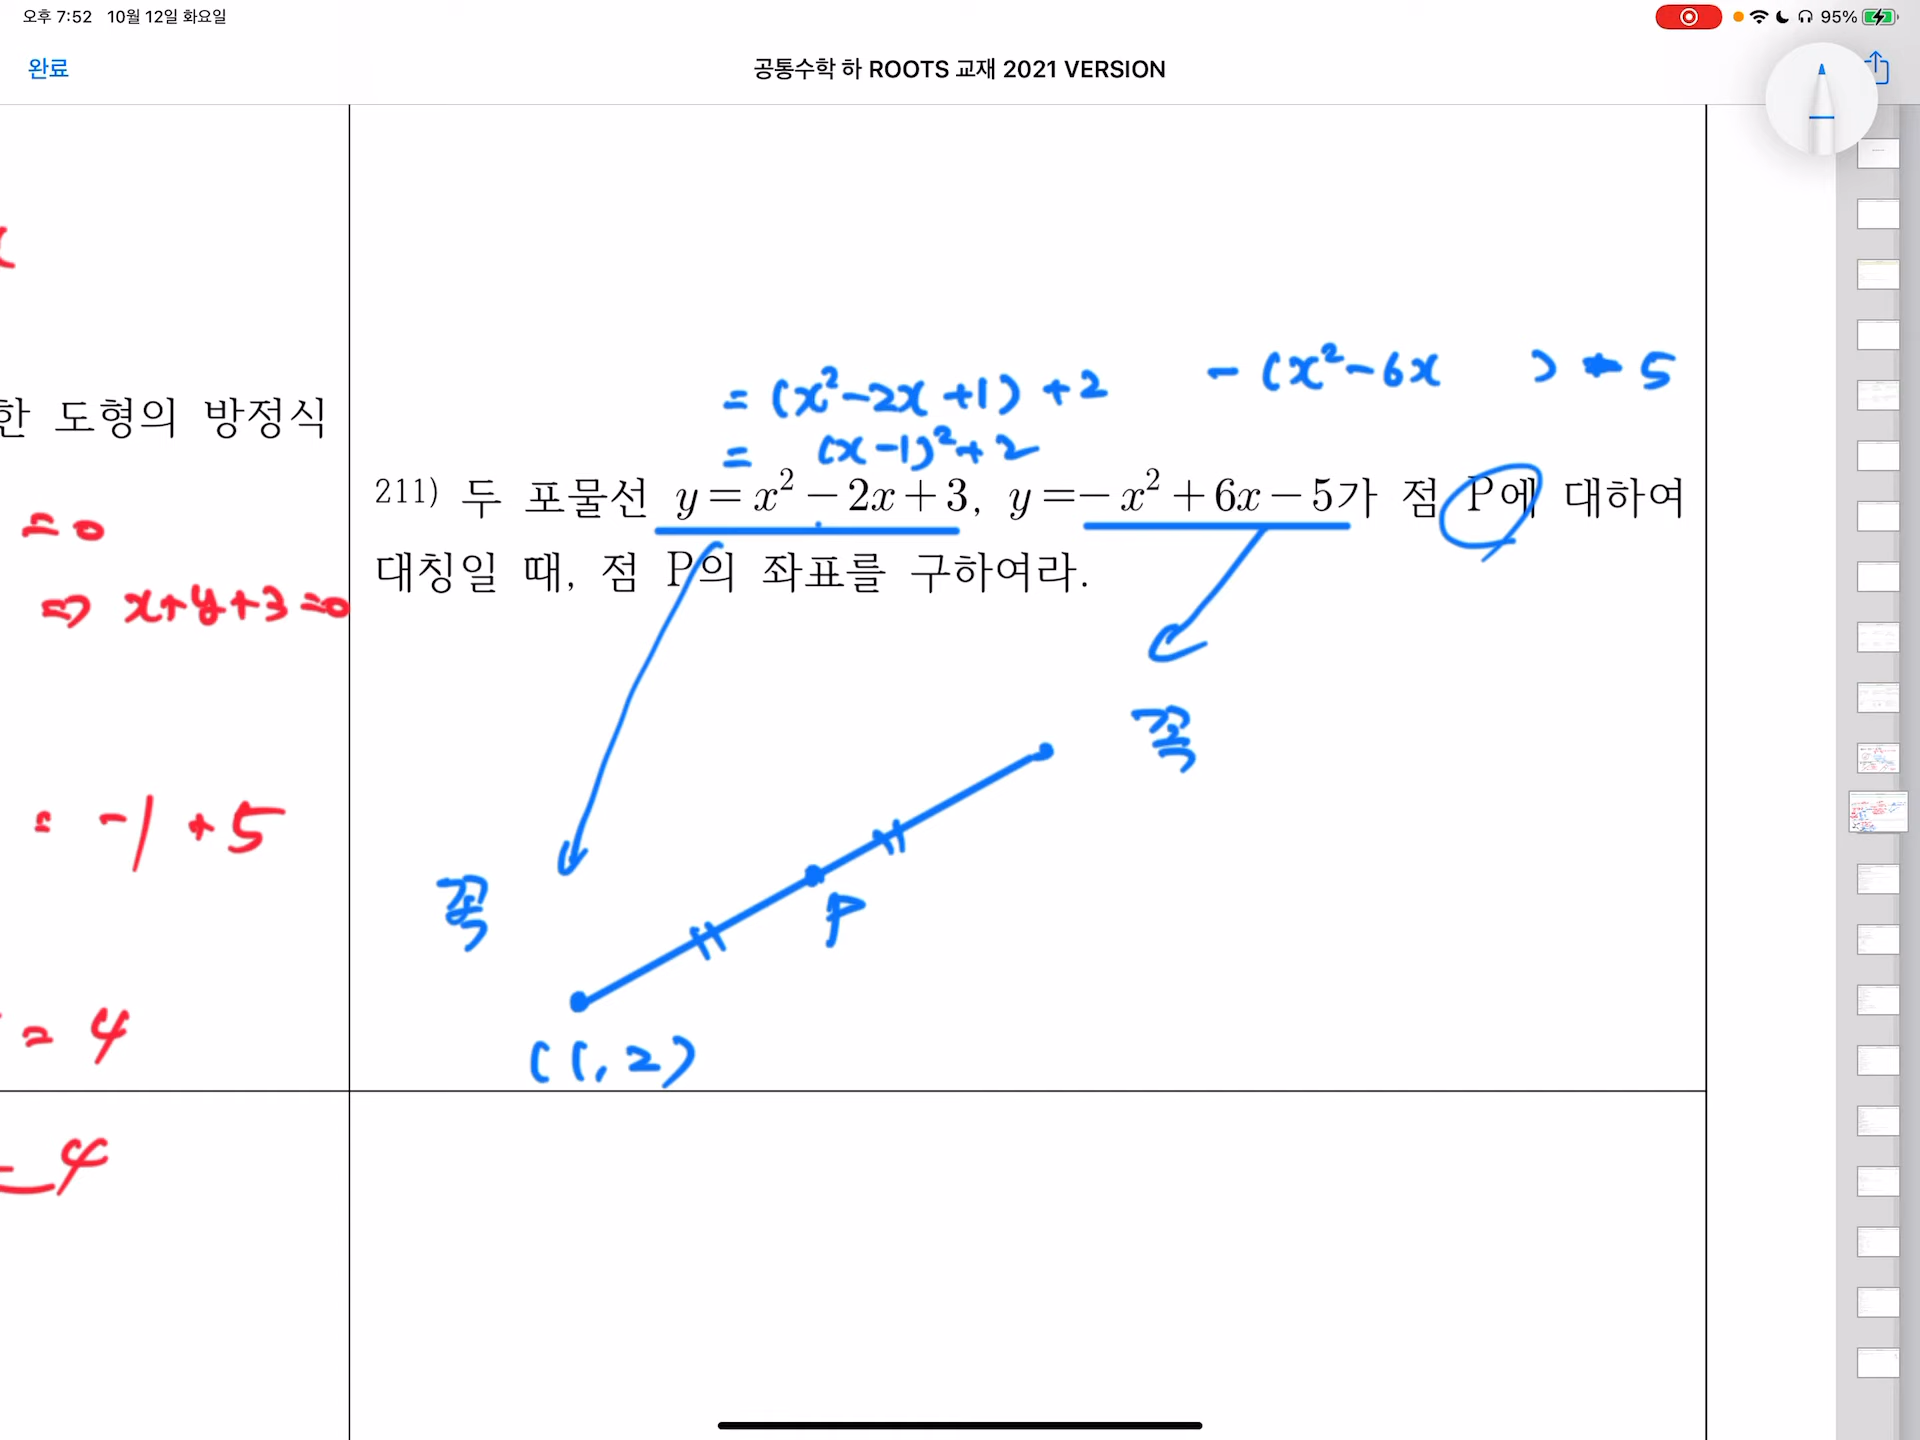 오후 7:52 10월 12일 화요일
95%
완료
공통수학 하 ROOTS 교재 2021 VERSION
한 도형의 방정식
=0
⇒ x+y+3=0
= -1 +5
= 4
4
- (x²-6x ) - 5
= (x²-2x+1) +2
= (x-1)²+2
211) 두 포물선 y=x²-2x+3, y=-x²+6x-5가 점 P에 대하여
대칭일 때, 점 P의 좌표를 구하여라.
꼭
꼭
P
(1,2)